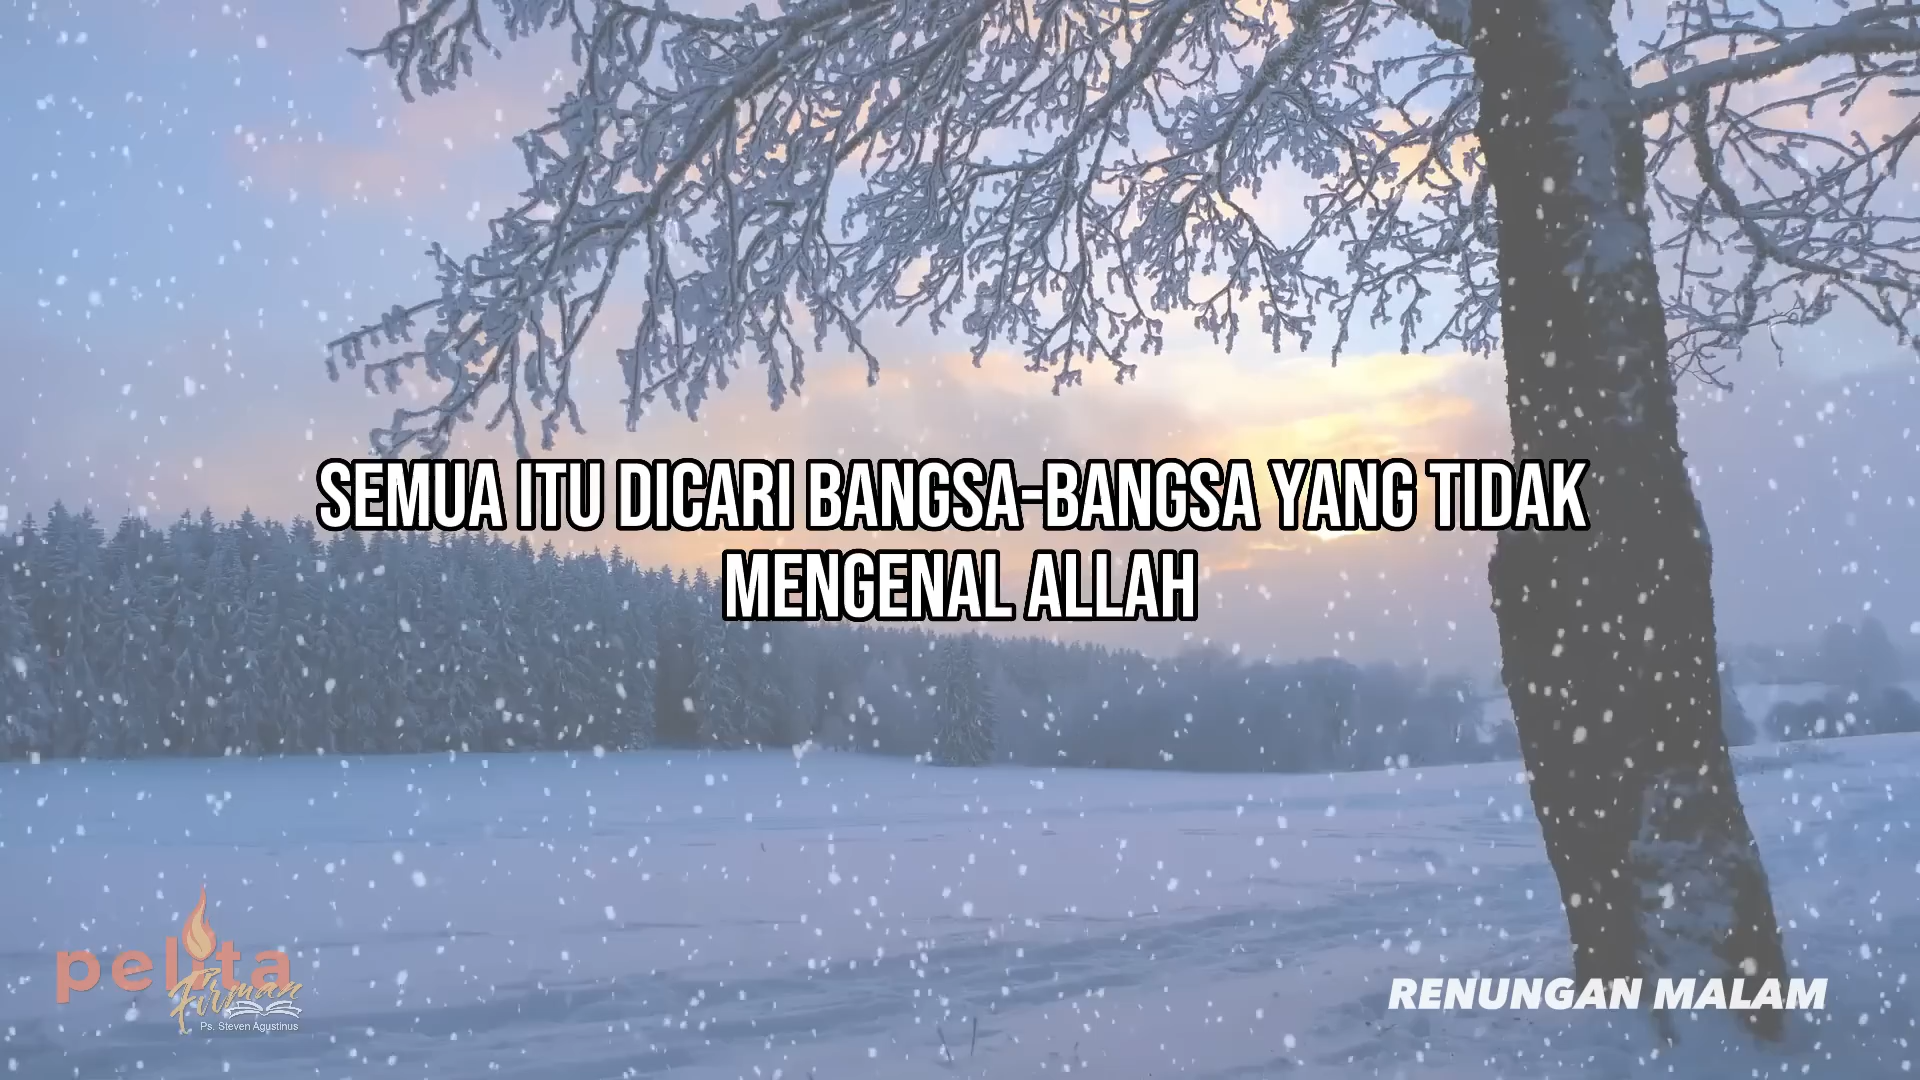 SEMUA ITU DICARI BANGSA-BANGSA YANG TIDAK
MENGENAL ALLAH
pelita
Firman
Ps. Steven Agustinus
RENUNGAN MALAM